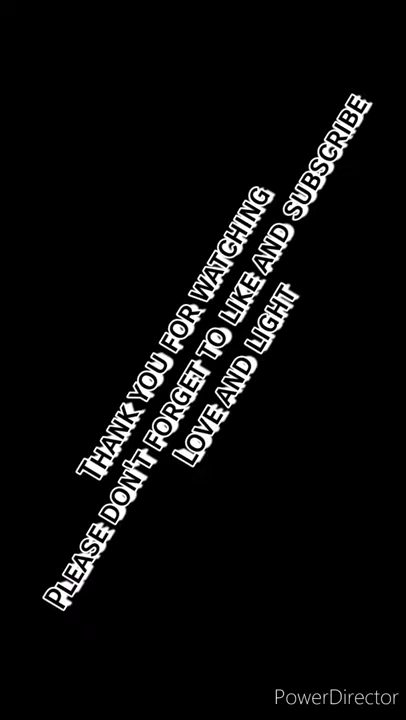 Thank you for watching
Please don't forget to like and subscribe
Love and light
PowerDirector